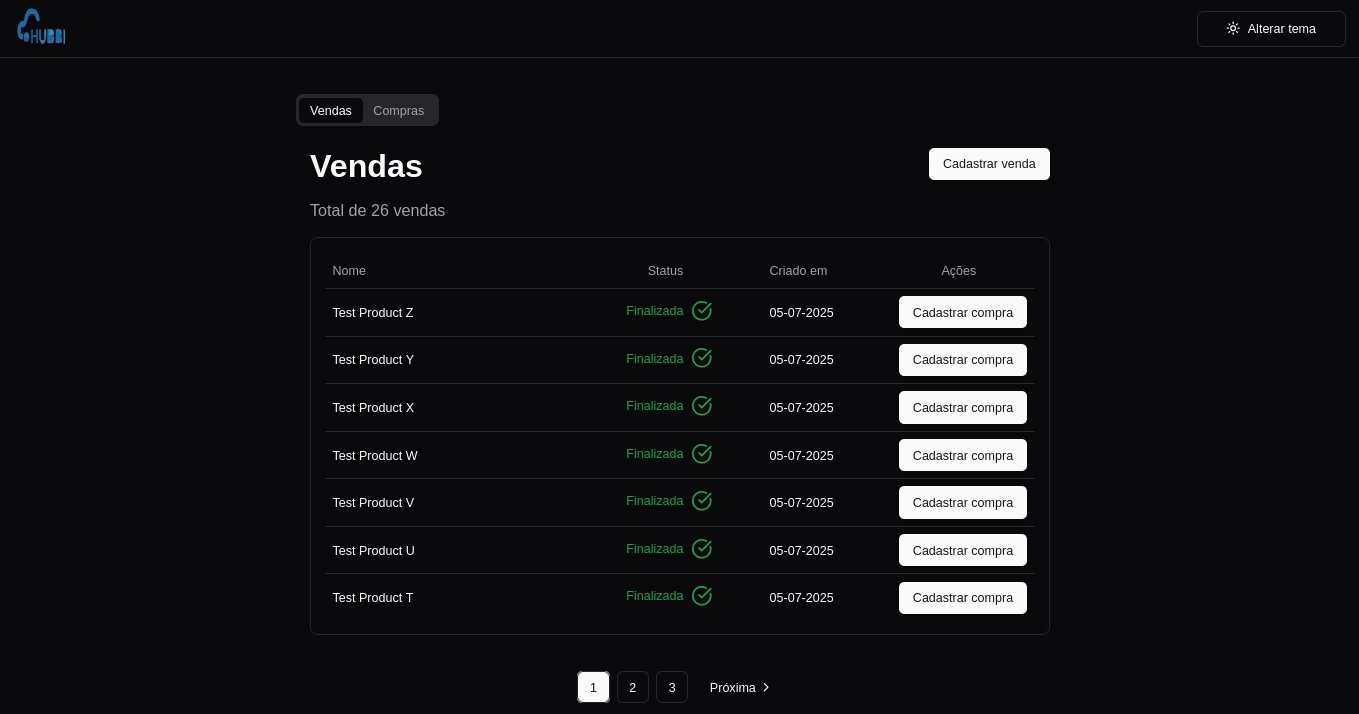 HUBBI
Alterar tema
Vendas Compras
Vendas
Cadastrar venda
Total de 26 vendas
Nome Status Criado em Ações
Test Product Z Finalizada 05-07-2025 Cadastrar compra
Test Product Y Finalizada 05-07-2025 Cadastrar compra
Test Product X Finalizada 05-07-2025 Cadastrar compra
Test Product W Finalizada 05-07-2025 Cadastrar compra
Test Product V Finalizada 05-07-2025 Cadastrar compra
Test Product U Finalizada 05-07-2025 Cadastrar compra
Test Product T Finalizada 05-07-2025 Cadastrar compra
1 2 3 Próxima